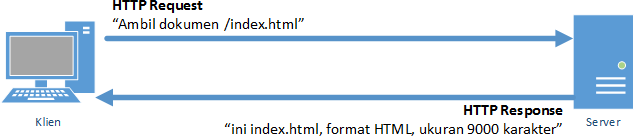 HTTP Request
“Ambil dokumen /index.html”
Klien
HTTP Response
“ini index.html, format HTML, ukuran 9000 karakter”
Server